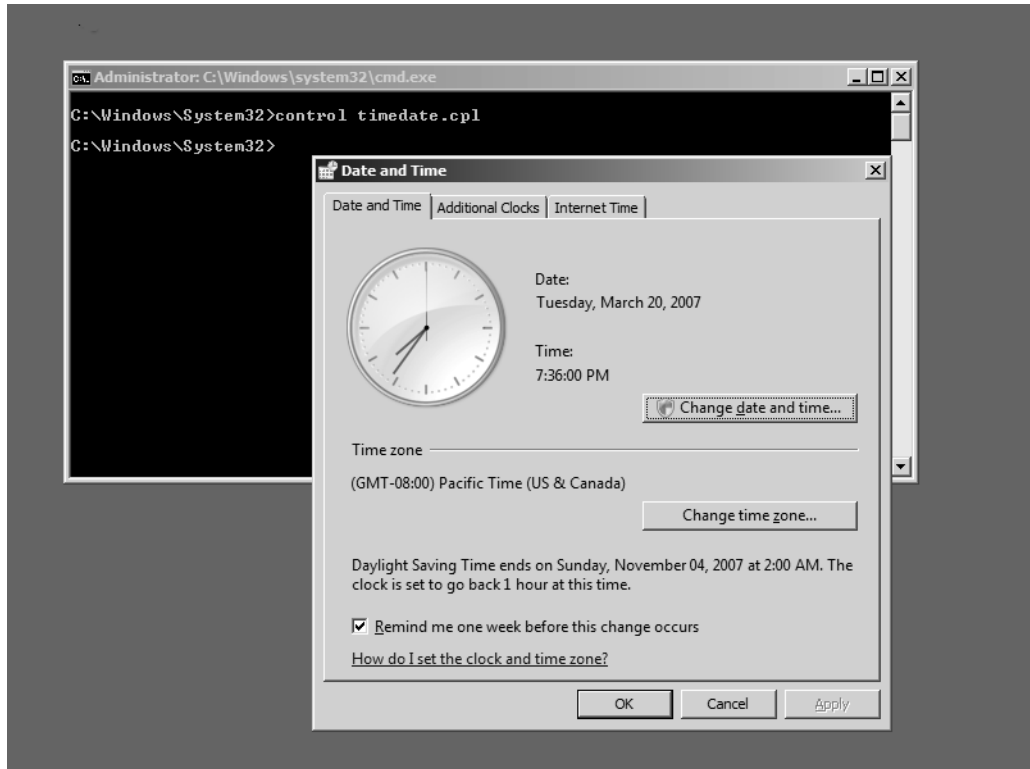 Administrator: C:\Windows\system32\cmd.exe
C:\Windows\System32>control timedate.cpl
C:\Windows\System32>
Date and Time
Date and Time Additional Clocks Internet Time
Date:
Tuesday, March 20, 2007
Time:
7:36:00 PM
Change date and time...
Time zone
(GMT-08:00) Pacific Time (US & Canada)
Change time zone...
Daylight Saving Time ends on Sunday, November 04, 2007 at 2:00 AM. The
clock is set to go back 1 hour at this time.
Remind me one week before this change occurs
How do I set the clock and time zone?
OK Cancel Apply